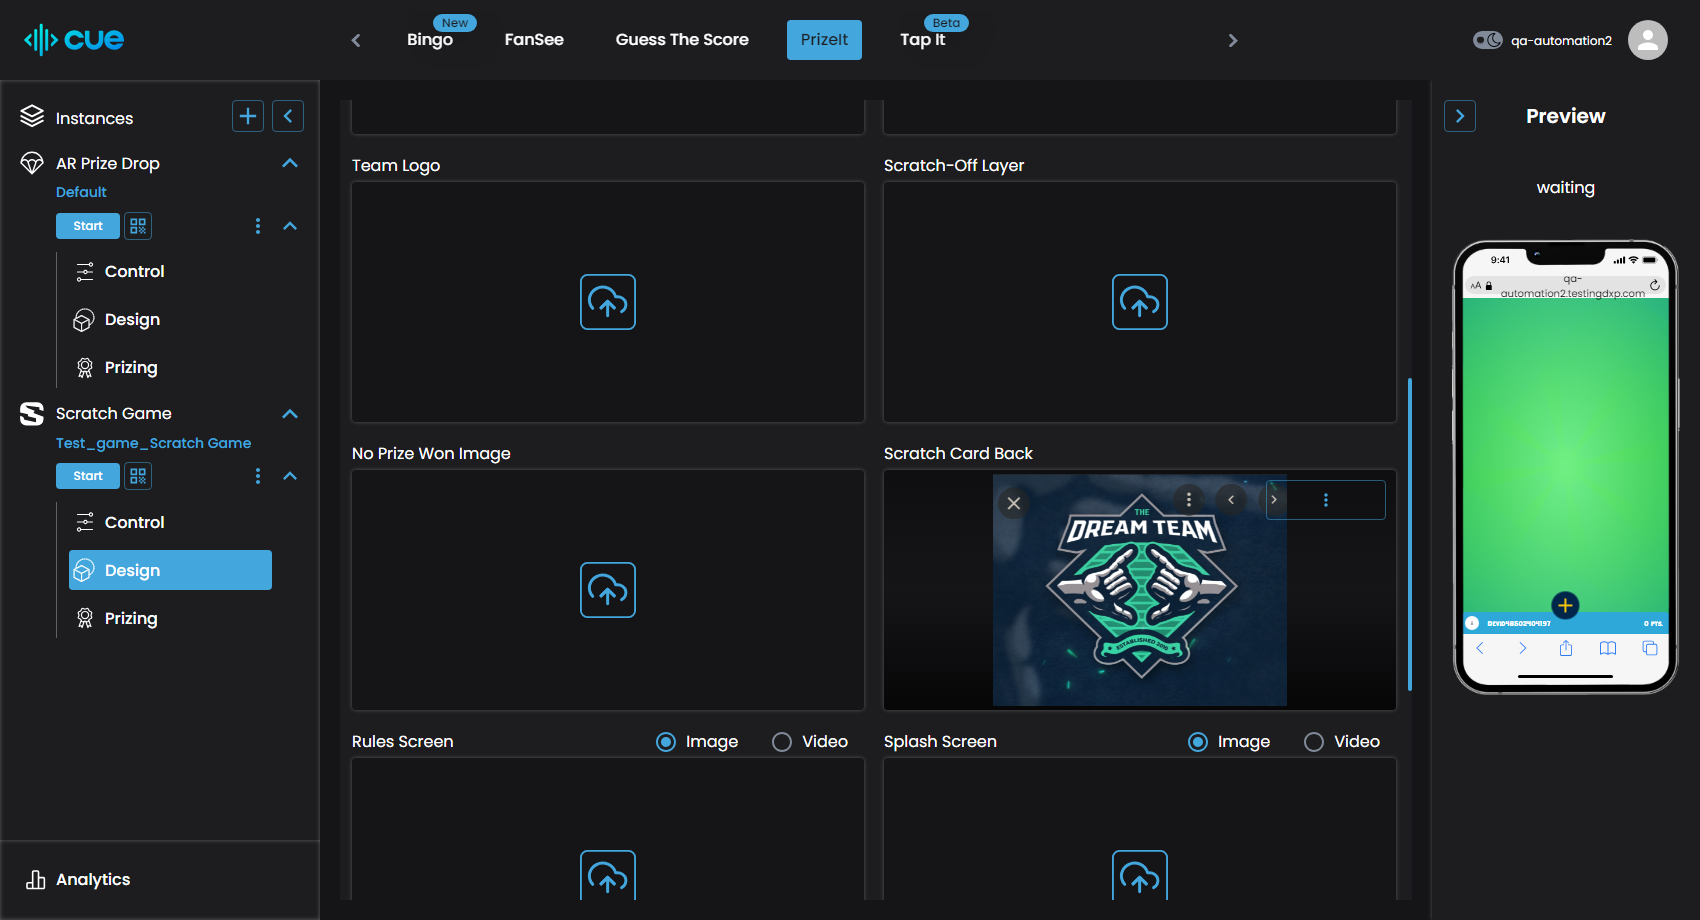 cue
New
Bingo
FanSee
Guess The Score
PrizeIt
Beta
Tap It
qa-automation2
Instances
AR Prize Drop
Default
Start
Control
Design
Prizing
Scratch Game
Test_game_Scratch Game
Start
Control
Design
Prizing
Analytics
Team Logo
Scratch-Off Layer
No Prize Won Image
Scratch Card Back
THE
DREAM TEAM
Rules Screen
Image
Video
Splash Screen
Image
Video
Preview
waiting
9:41
AA
qa-
automation2.testingdxp.com
0 PTS.